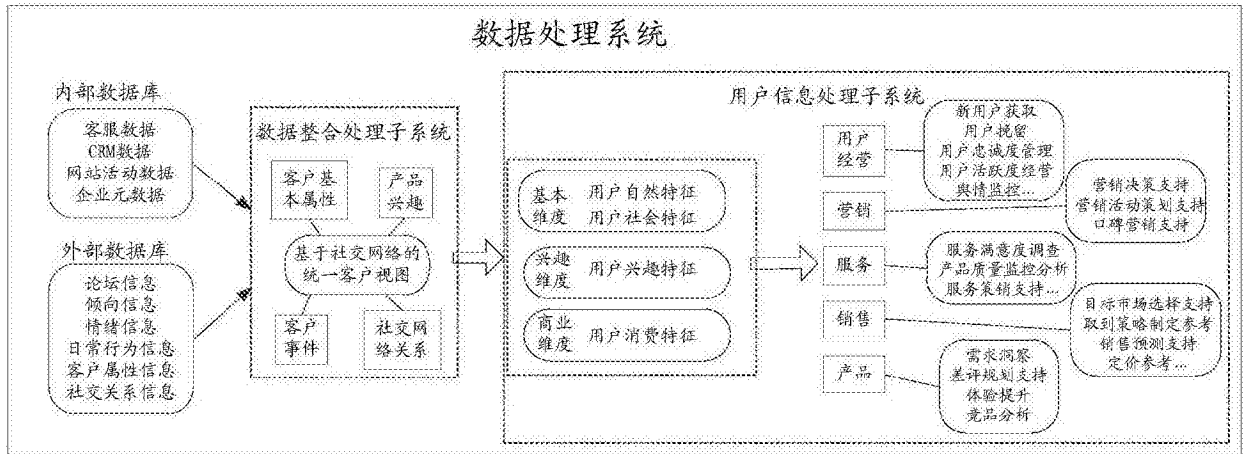 数据处理系统
内部数据库
客服数据
CRM数据
网站活动数据
企业元数据
外部数据库
论坛信息
倾向信息
情绪信息
日常行为信息
客户属性信息
社交关系信息
数据整合处理子系统
客户基
本属性
产品
兴趣
基于社交网络的
统一客户视图
客户
事件
社交网
络关系
用户信息处理子系统
基本
维度
用户自然特征
用户社会特征
兴趣
维度
用户兴趣特征
商业
维度
用户消费特征
用户
经营
新用户获取
用户挽留
用户忠诚度管理
用户活跃度经营
舆情监控...
营销
营销决策支持
营销活动策划支持
口碑营销支持
服务
服务满意度调查
产品质量监控分析
服务策销支持...
销售
目标市场选择支持
取到策略制定参考
销售预测支持
定价参考...
产品
需求洞察
差评规划支持
体验提升
竞品分析